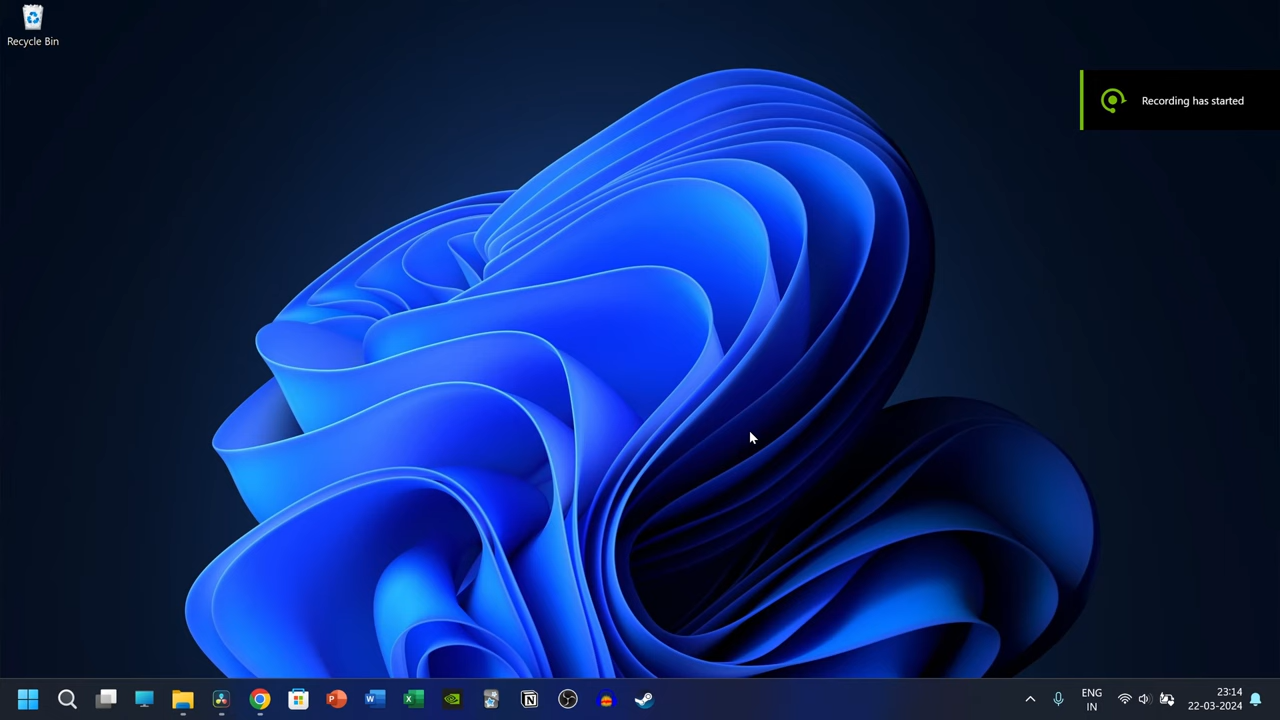 Recycle Bin
Recording has started
ENG
IN
23:14
22-03-2024